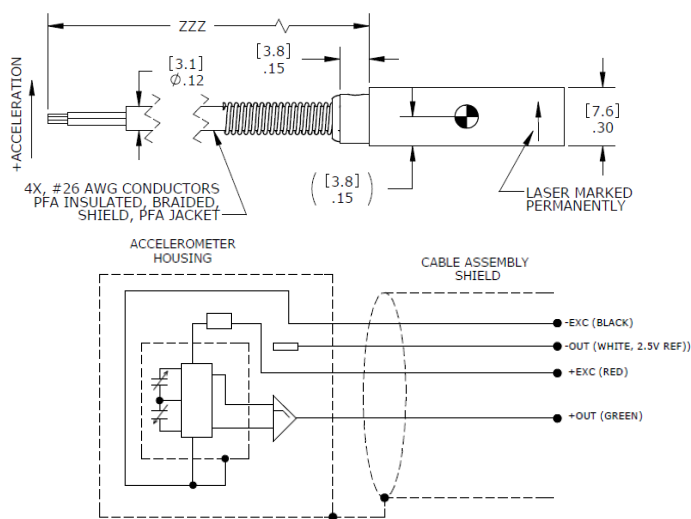 ZZZ
[3.8]
.15
[3.1]
Ø.12
+ACCELERATION
[7.6]
.30
([3.8]
.15)
4X, #26 AWG CONDUCTORS
PFA INSULATED, BRAIDED,
SHIELD, PFA JACKET
LASER MARKED
PERMANENTLY
ACCELEROMETER
HOUSING
CABLE ASSEMBLY
SHIELD
-EXC (BLACK)
-OUT (WHITE, 2.5V REF))
+EXC (RED)
+OUT (GREEN)